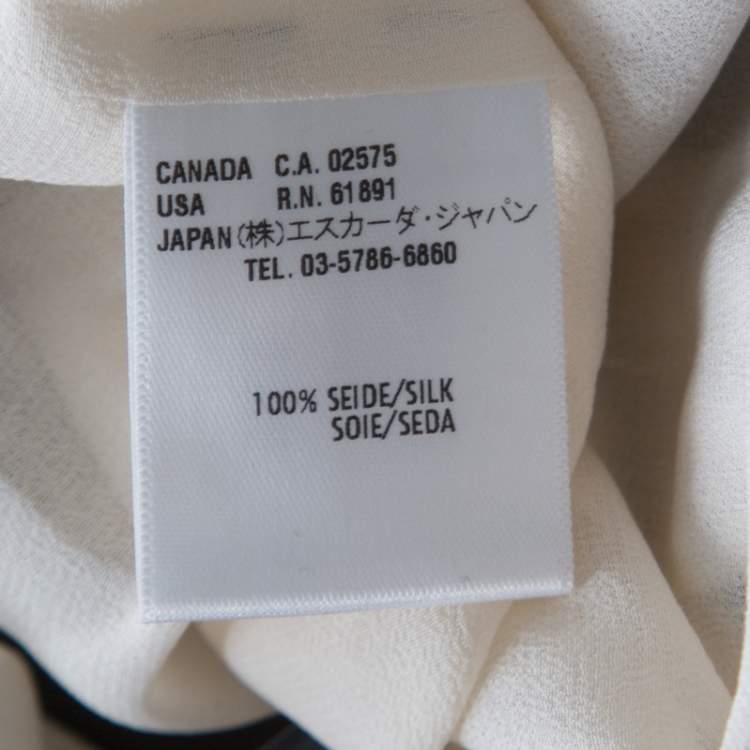 CANADA C.A. 02575
USA R.N. 61891
JAPAN(株)エスカーダ・ジャパン
TEL. 03-5786-6860
100% SEIDE/SILK
SOIE/SEDA